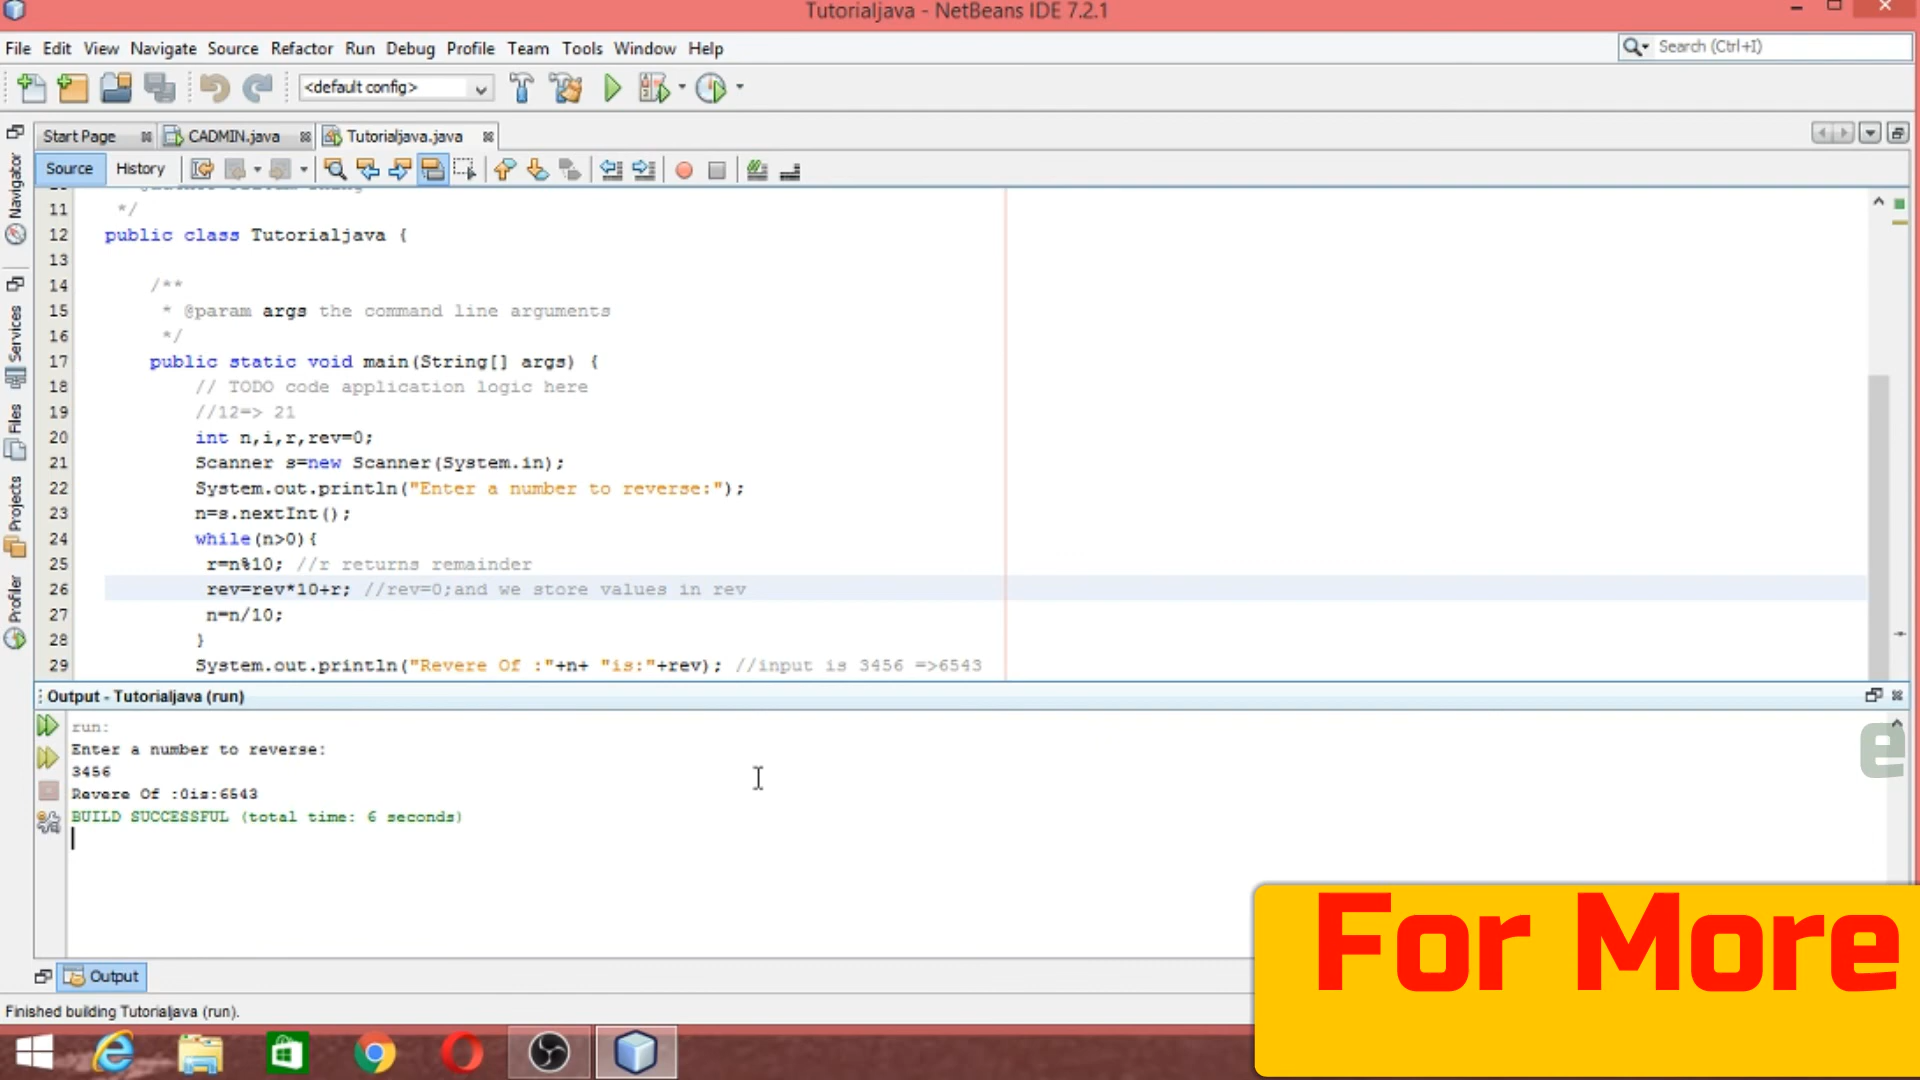 Tutorialjava - NetBeans IDE 7.2.1
File Edit View Navigate Source Refactor Run Debug Profile Team Tools Window Help
Search (Ctrl+I)
<default config>
Start Page CADMIN.java Tutorialjava.java
Source History
Navigator
Services
Files
Projects
Profiler
11 */
12 public class Tutorialjava {
13
14 /**
15 * @param args the command line arguments
16 */
17 public static void main(String[] args) {
18 // TODO code application logic here
19 //12=> 21
20 int n,i,r,rev=0;
21 Scanner s=new Scanner(System.in);
22 System.out.println("Enter a number to reverse:");
23 n=s.nextInt();
24 while(n>0){
25 r=n%10; //r returns remainder
26 rev=rev*10+r; //rev=0;and we store values in rev
27 n=n/10;
28 }
29 System.out.println("Revere Of :"+n+ "is:"+rev); //input is 3456 =>6543
Output - Tutorialjava (run)
run:
Enter a number to reverse:
3456
Revere Of :0is:6543
BUILD SUCCESSFUL (total time: 6 seconds)
e
For More
Output
Finished building Tutorialjava (run).